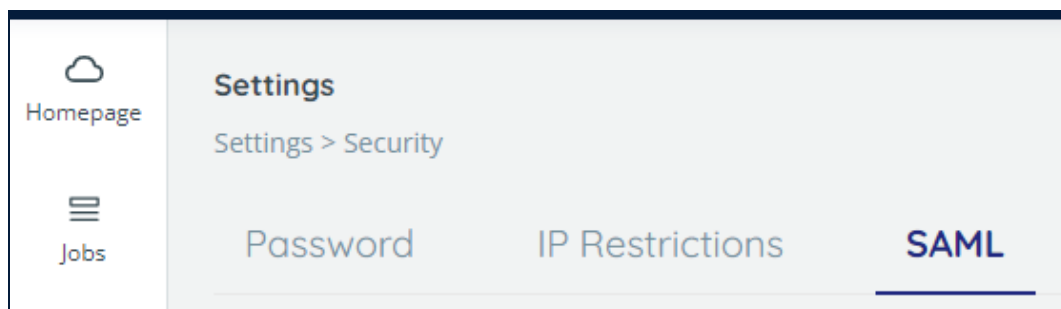 Homepage
Jobs
Settings
Settings > Security
Password IP Restrictions SAML